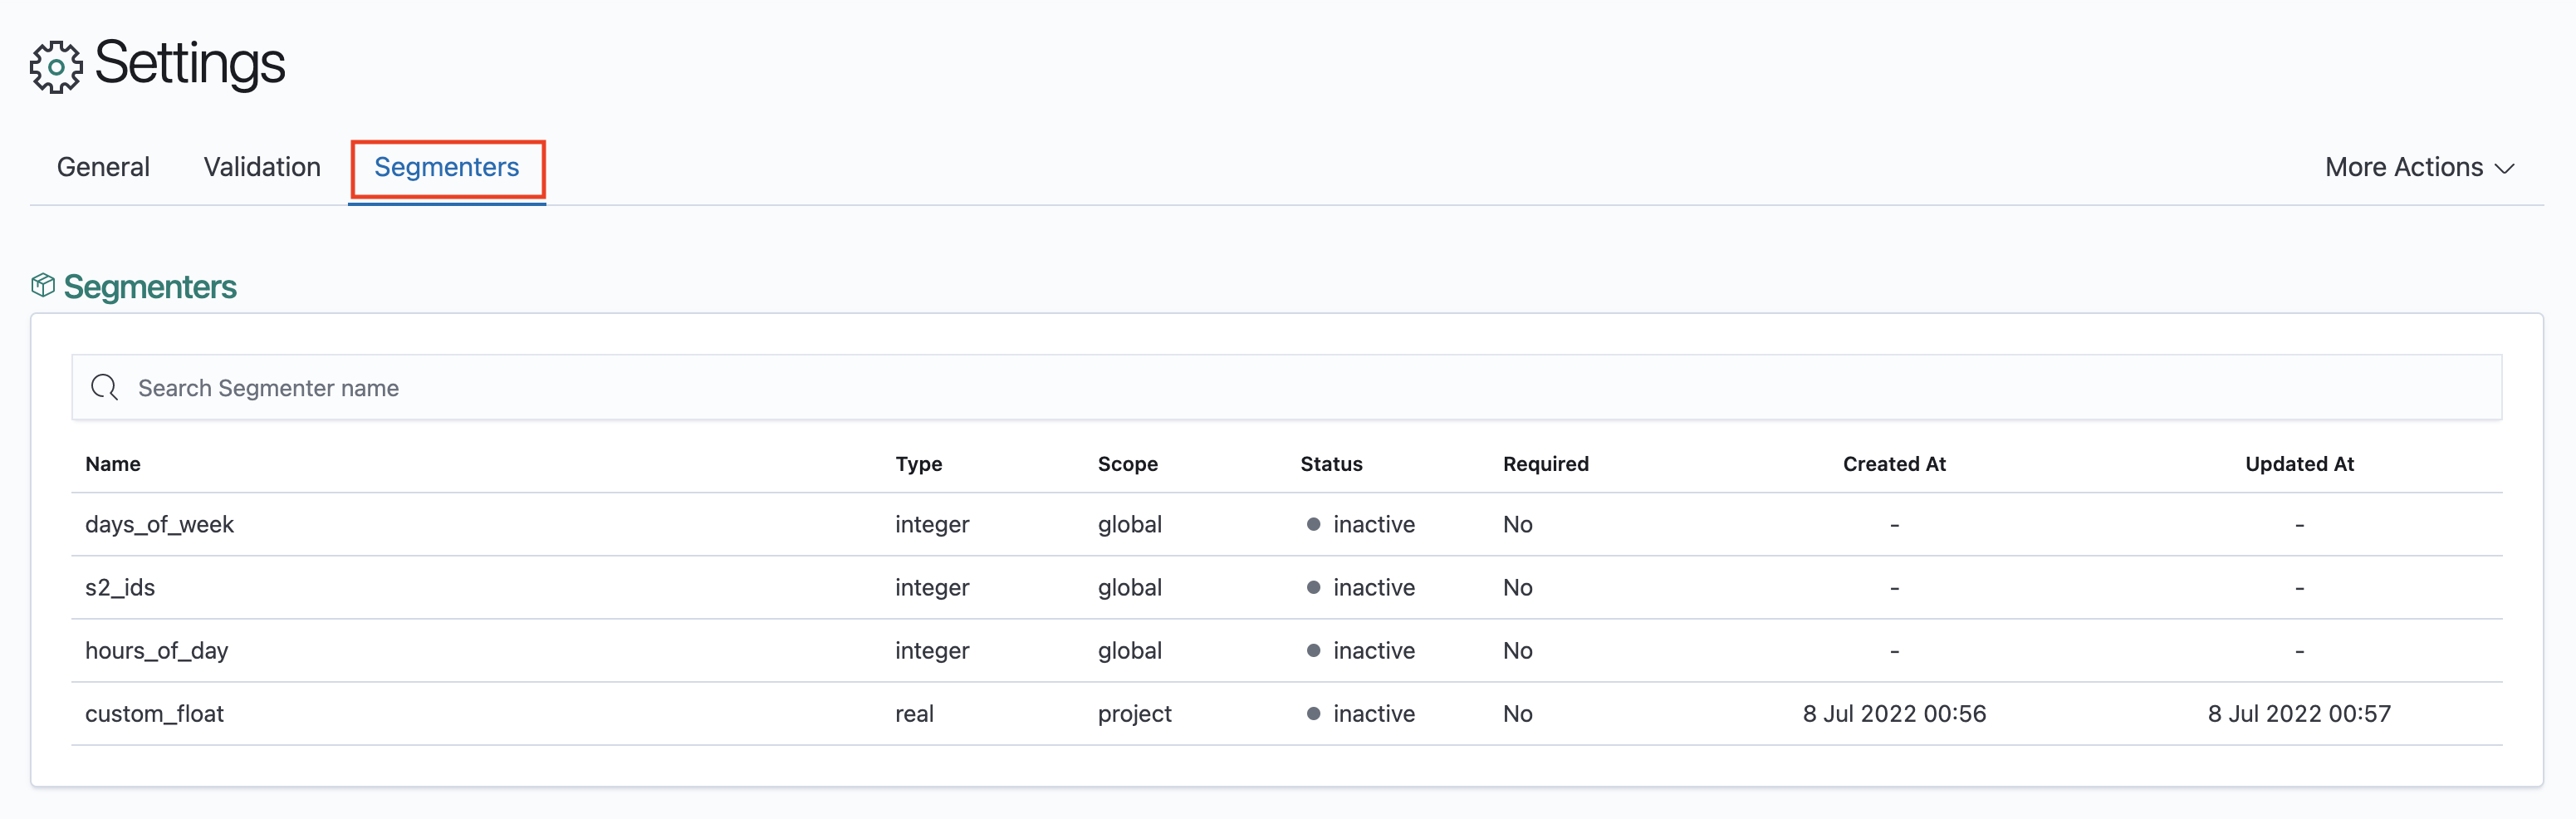 Settings
General Validation Segmenters More Actions
Segmenters
Search Segmenter name
Name Type Scope Status Required Created At Updated At
days_of_week integer global inactive No - -
s2_ids integer global inactive No - -
hours_of_day integer global inactive No - -
custom_float real project inactive No 8 Jul 2022 00:56 8 Jul 2022 00:57